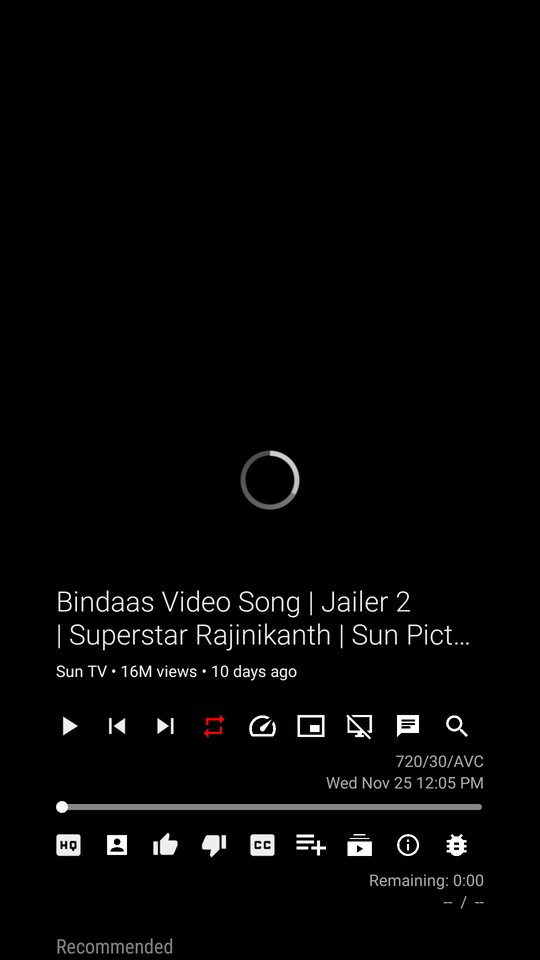 Bindaas Video Song | Jailer 2
| Superstar Rajinikanth | Sun Pict...
Sun TV • 16M views • 10 days ago
720/30/AVC
Wed Nov 25 12:05 PM
HQ
CC
Remaining: 0:00
-- / --
Recommended